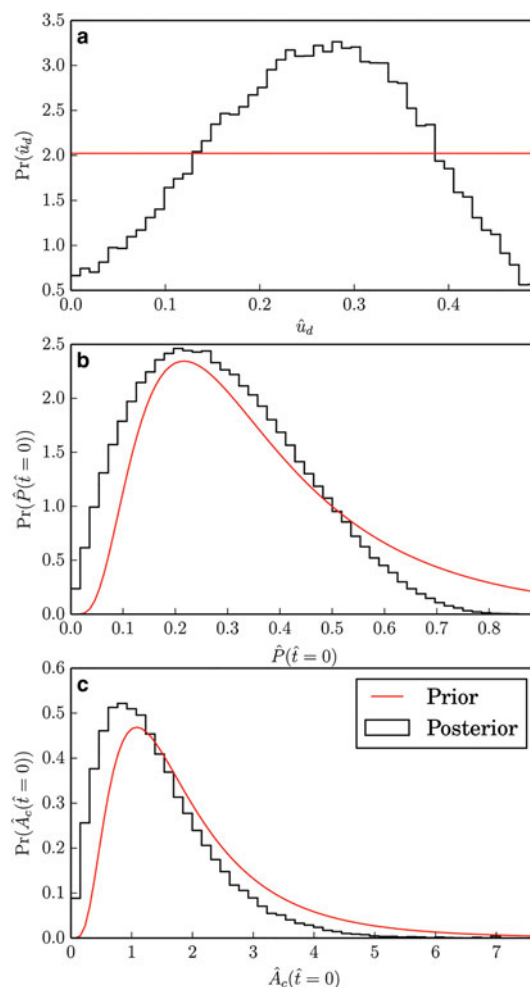 a
3.5
3.0
2.5
2.0
1.5
1.0
0.5
Pr(û_d)
0.0 0.1 0.2 0.3 0.4
û_d
b
2.5
2.0
1.5
1.0
0.5
0.0
Pr(P̂(t̂ = 0))
0.0 0.1 0.2 0.3 0.4 0.5 0.6 0.7 0.8
P̂(t̂ = 0)
c
0.6
0.5
0.4
0.3
0.2
0.1
0.0
Pr(Â_c(t̂ = 0))
Prior
Posterior
0 1 2 3 4 5 6 7
Â_c(t̂ = 0)